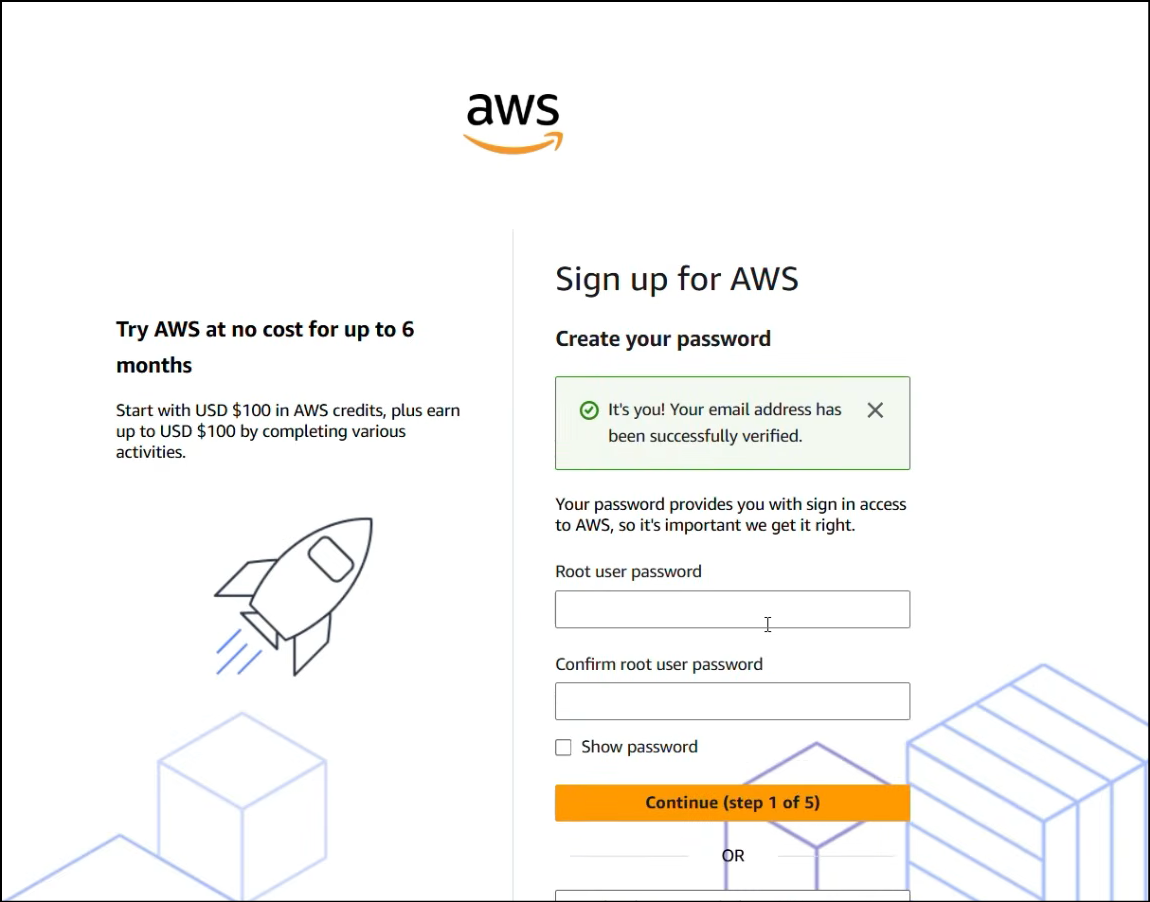 aws
Try AWS at no cost for up to 6
months
Start with USD $100 in AWS credits, plus earn
up to USD $100 by completing various
activities.
Sign up for AWS
Create your password
It's you! Your email address has
been successfully verified.
Your password provides you with sign in access
to AWS, so it's important we get it right.
Root user password
Confirm root user password
Show password
Continue (step 1 of 5)
OR